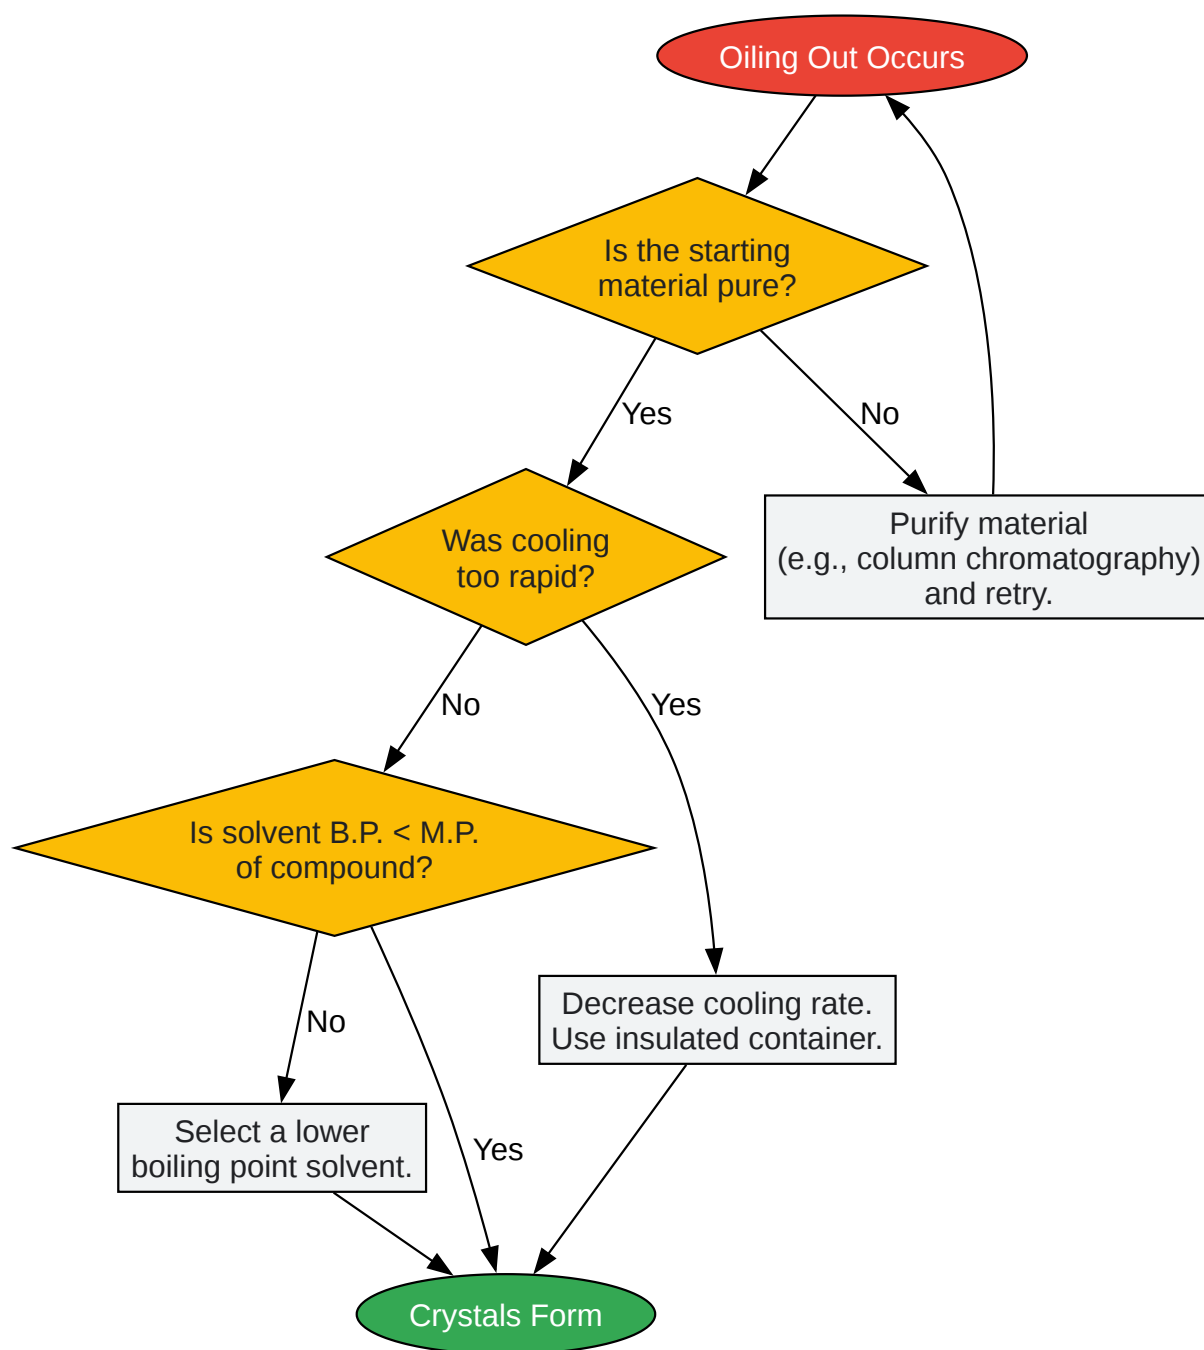 Oiling Out Occurs
Is the starting
material pure?
Yes
No
Was cooling
too rapid?
Purify material
(e.g., column chromatography)
and retry.
No
Yes
Is solvent B.P. < M.P.
of compound?
Decrease cooling rate.
Use insulated container.
No
Select a lower
boiling point solvent.
Yes
Crystals Form